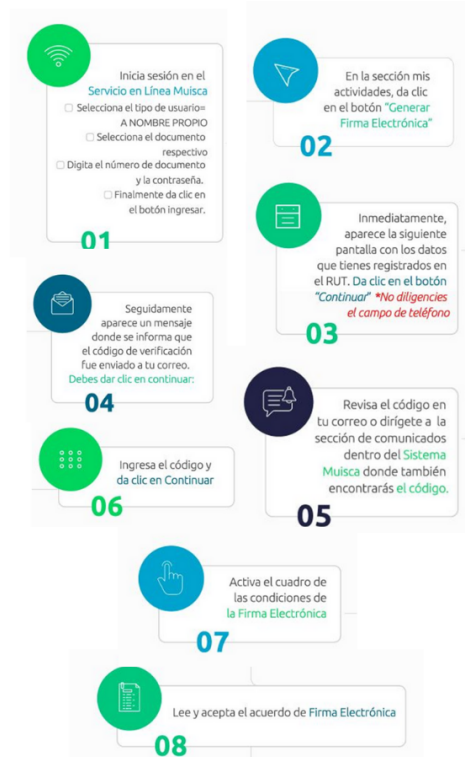 Inicia sesión en el
Servicio en Línea Muisca
Selecciona el tipo de usuario=
A NOMBRE PROPIO
Selecciona el documento
respectivo
Digita el número de documento
y la contraseña.
Finalmente da clic en
el botón ingresar.
01
En la sección mis
actividades, da clic
en el botón “Generar
Firma Electrónica”
02
Inmediatamente,
aparece la siguiente
pantalla con los datos
que tienes registrados en
el RUT. Da clic en el botón
"Continuar" *No diligencies
el campo de teléfono
03
Seguidamente
aparece un mensaje
donde se informa que
el código de verificación
fue enviado a tu correo.
Debes dar clic en continuar:
04
Revisa el código en
tu correo o dirígete a la
sección de comunicados
dentro del Sistema
Muisca donde también
encontrarás el código.
05
Ingresa el código y
da clic en Continuar
06
Activa el cuadro de
las condiciones de
la Firma Electrónica
07
Lee y acepta el acuerdo de Firma Electrónica
08